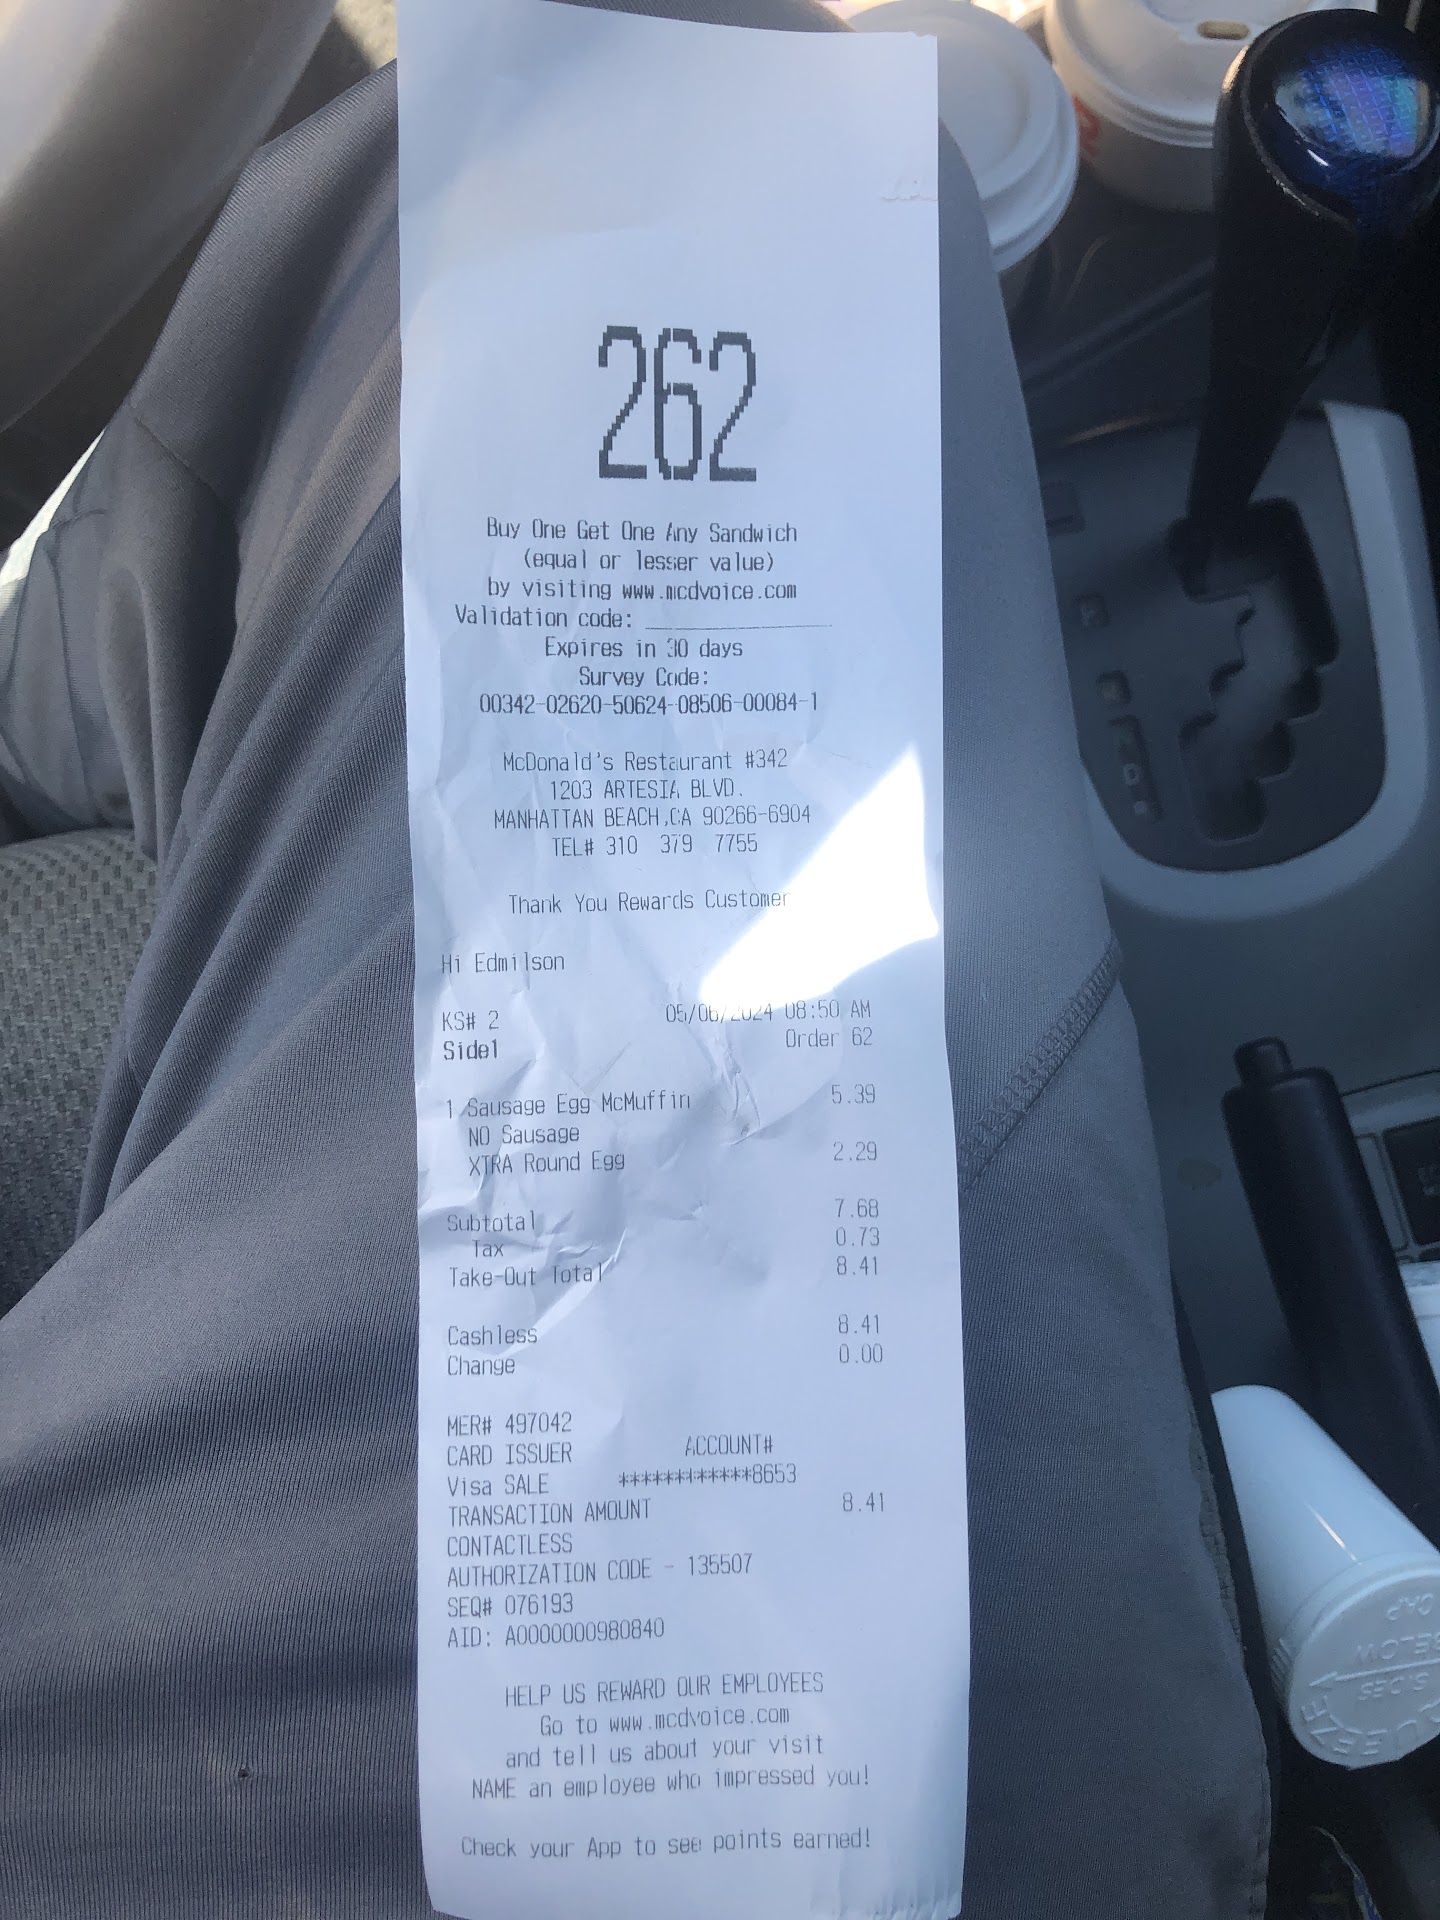 262
Buy One Get One Any Sandwich
(equal or lesser value)
by visiting www.mcdvoice.com
Validation code: _______________
Expires in 30 days
Survey Code:
00342-02620-50624-08506-00084-1
McDonald's Restaurant #342
1203 ARTESIA BLVD.
MANHATTAN BEACH,CA 90266-6904
TEL# 310 379 7755
Thank You Rewards Customer
Hi Edmilson
KS# 2 05/06/2024 08:50 AM
Side1 Order 62
1 Sausage Egg McMuffin 5.39
NO Sausage
XTRA Round Egg 2.29
Subtotal 7.68
Tax 0.73
Take-Out Total 8.41
Cashless 8.41
Change 0.00
MER# 497042
CARD ISSUER ACCOUNT#
Visa SALE ************8653
TRANSACTION AMOUNT 8.41
CONTACTLESS
AUTHORIZATION CODE - 135507
SEQ# 076193
AID: A0000000980840
HELP US REWARD OUR EMPLOYEES
Go to www.mcdvoice.com
and tell us about your visit
NAME an employee who impressed you!
Check your App to see points earned!
CAP
BELOW
SIDES